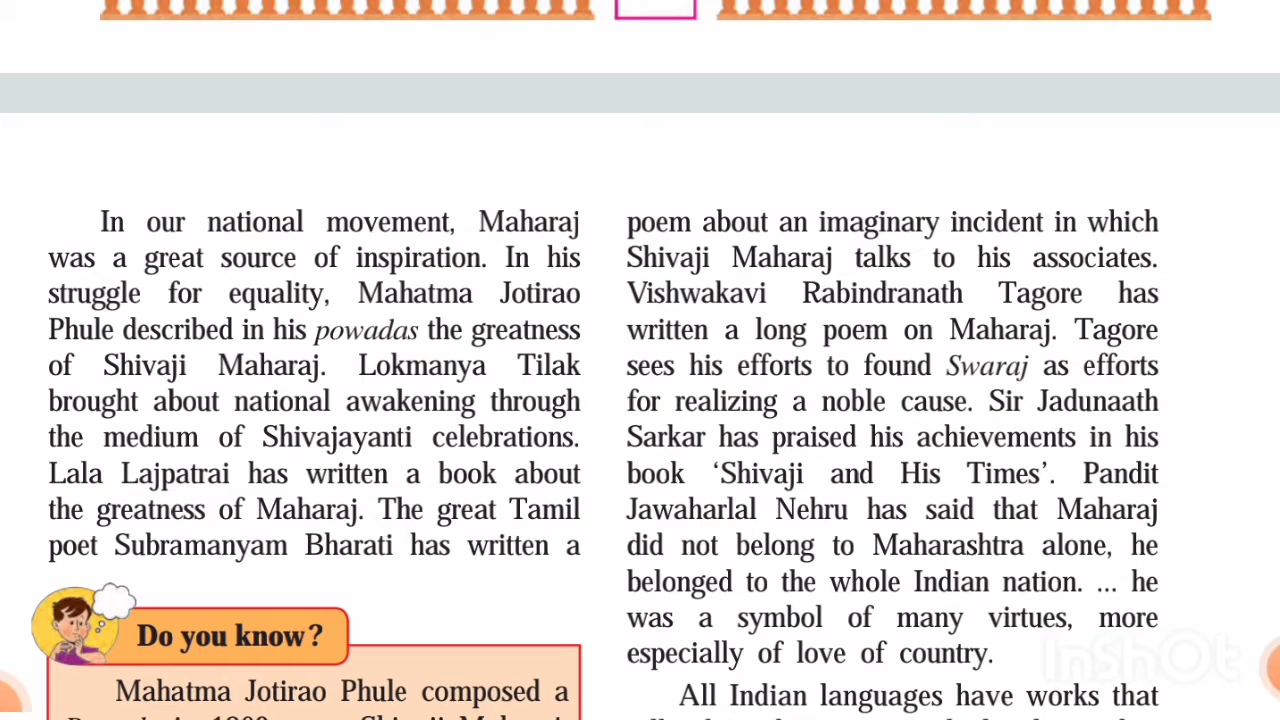 In our national movement, Maharaj
was a great source of inspiration. In his
struggle for equality, Mahatma Jotirao
Phule described in his powadas the greatness
of Shivaji Maharaj. Lokmanya Tilak
brought about national awakening through
the medium of Shivajayanti celebrations.
Lala Lajpatrai has written a book about
the greatness of Maharaj. The great Tamil
poet Subramanyam Bharati has written a
Do you know?
Mahatma Jotirao Phule composed a
poem about an imaginary incident in which
Shivaji Maharaj talks to his associates.
Vishwakavi Rabindranath Tagore has
written a long poem on Maharaj. Tagore
sees his efforts to found Swaraj as efforts
for realizing a noble cause. Sir Jadunaath
Sarkar has praised his achievements in his
book ‘Shivaji and His Times’. Pandit
Jawaharlal Nehru has said that Maharaj
did not belong to Maharashtra alone, he
belonged to the whole Indian nation. ... he
was a symbol of many virtues, more
especially of love of country.
All Indian languages have works that
InShOt